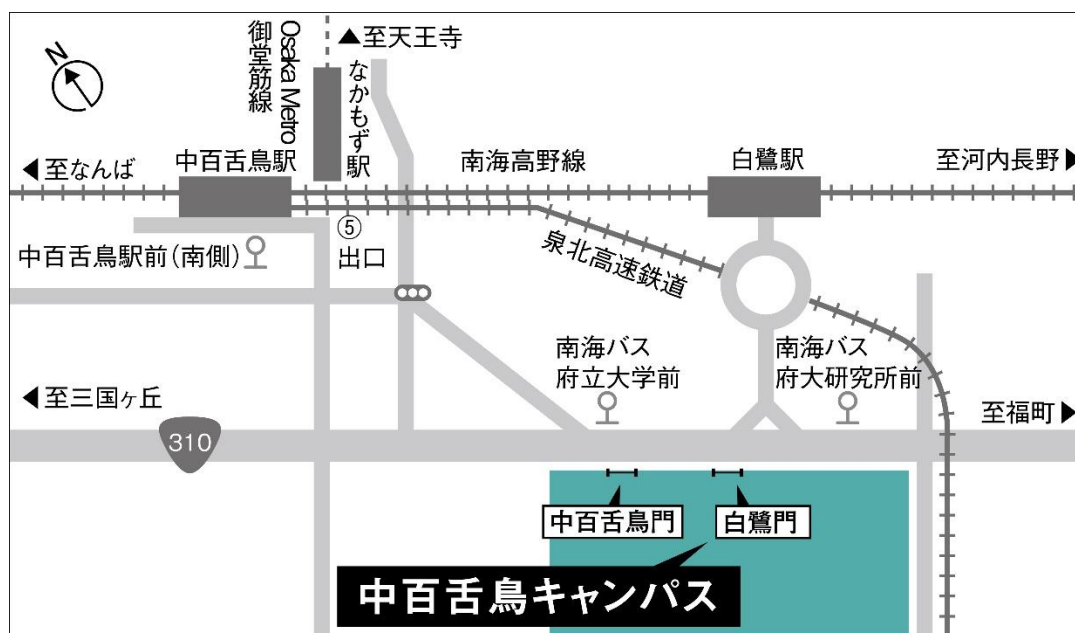 N
Osaka Metro
御堂筋線
▲至天王寺
なかもず駅
◀至なんば
中百舌鳥駅
南海高野線
白鷺駅
至河内長野▶
中百舌鳥駅前(南側)
⑤
出口
泉北高速鉄道
南海バス
府立大学前
南海バス
府大研究所前
◀至三国ヶ丘
310
至福町▶
中百舌鳥門
白鷺門
中百舌鳥キャンパス